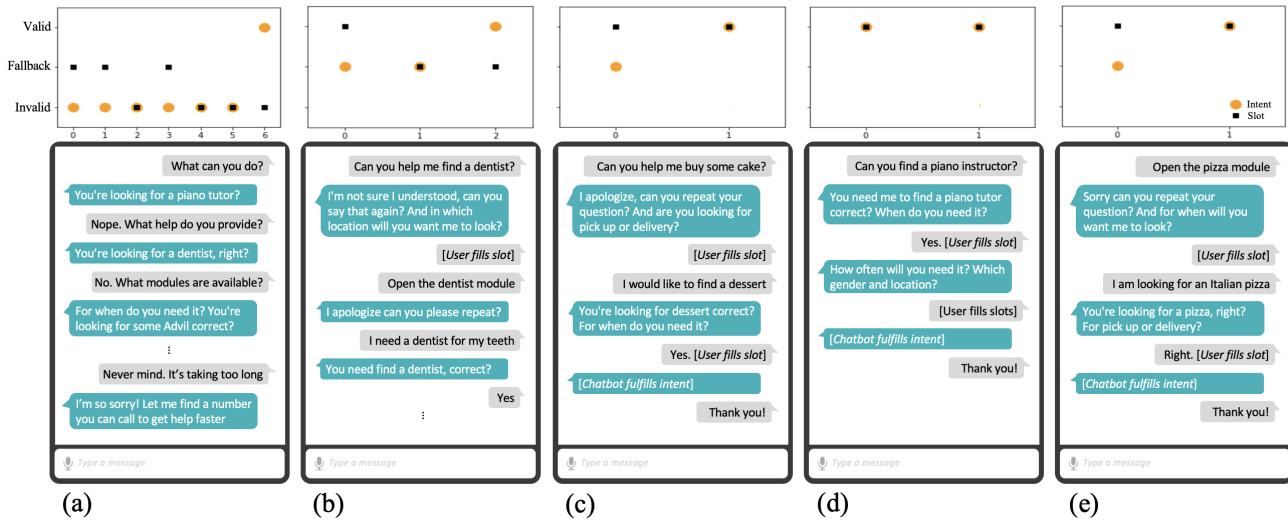 Valid
Fallback
Invalid
0 1 2 3 4 5 6
0 1 2
0 1
0 1
0 1
Intent
Slot
What can you do?
You're looking for a piano tutor?
Nope. What help do you provide?
You're looking for a dentist, right?
No. What modules are available?
For when do you need it? You're
looking for some Advil correct?
⋮
Never mind. It's taking too long
I'm so sorry! Let me find a number
you can call to get help faster
Type a message
(a)
Can you help me find a dentist?
I'm not sure I understood, can you
say that again? And in which
location will you want me to look?
[User fills slot]
Open the dentist module
I apologize can you please repeat?
I need a dentist for my teeth
You need find a dentist, correct?
Yes
⋮
Type a message
(b)
Can you help me buy some cake?
I apologize, can you repeat your
question? And are you looking for
pick up or delivery?
[User fills slot]
I would like to find a dessert
You're looking for dessert correct?
For when do you need it?
Yes. [User fills slot]
[Chatbot fulfills intent]
Thank you!
Type a message
(c)
Can you find a piano instructor?
You need me to find a piano tutor
correct? When do you need it?
Yes. [User fills slot]
How often will you need it? Which
gender and location?
[User fills slots]
[Chatbot fulfills intent]
Thank you!
Type a message
(d)
Open the pizza module
Sorry can you repeat your
question? And for when will you
want me to look?
[User fills slot]
I am looking for an Italian pizza
You're looking for a pizza, right?
For pick up or delivery?
Right. [User fills slot]
[Chatbot fulfills intent]
Thank you!
Type a message
(e)